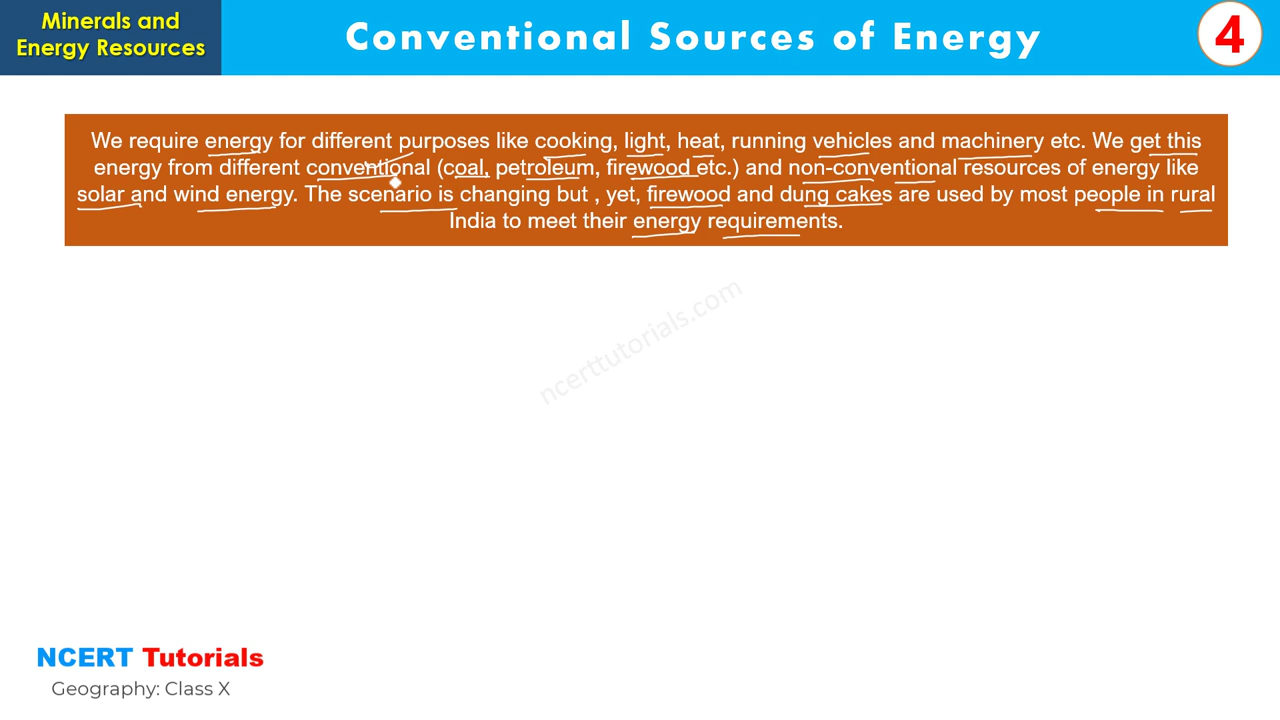 Minerals and
Energy Resources
Conventional Sources of Energy
4
We require energy for different purposes like cooking, light, heat, running vehicles and machinery etc. We get this
energy from different conventional (coal, petroleum, firewood etc.) and non-conventional resources of energy like
solar and wind energy. The scenario is changing but , yet, firewood and dung cakes are used by most people in rural
India to meet their energy requirements.
ncerttutorials.com
NCERT Tutorials
Geography: Class X